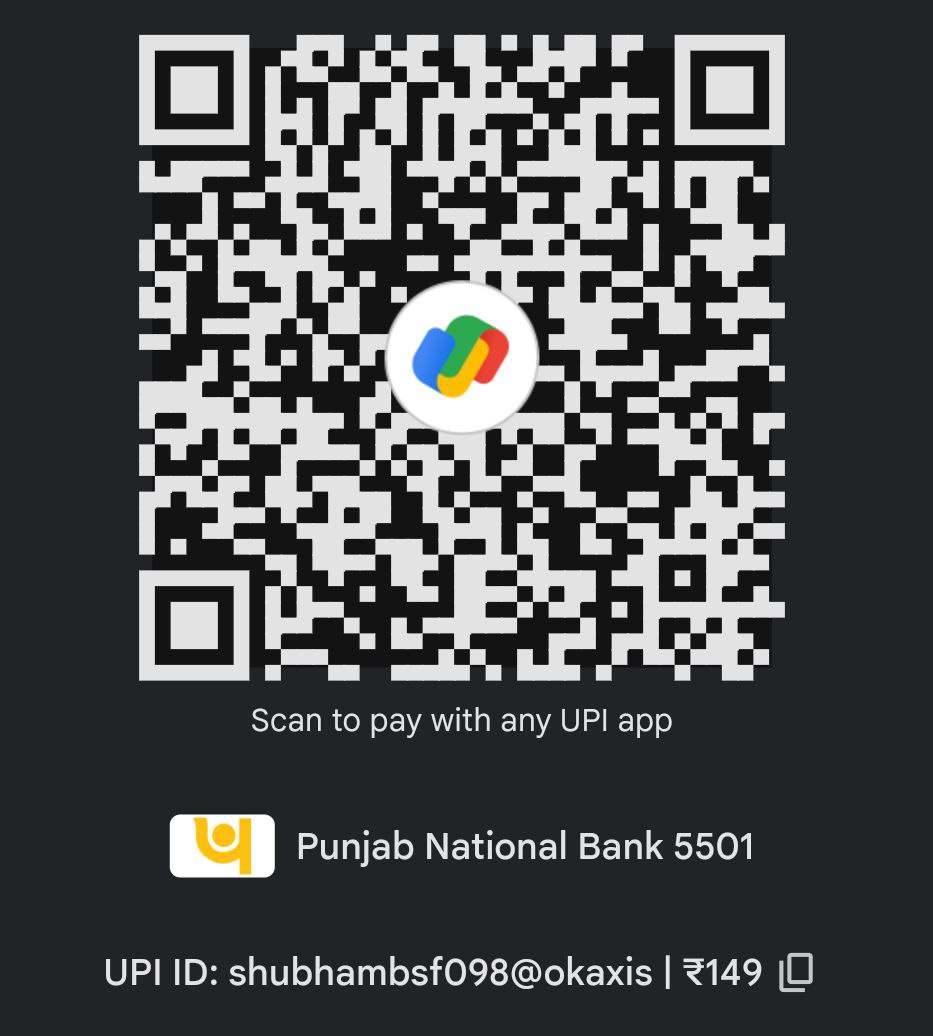 Scan to pay with any UPI app
Punjab National Bank 5501
UPI ID: shubhambsf098@okaxis | ₹149